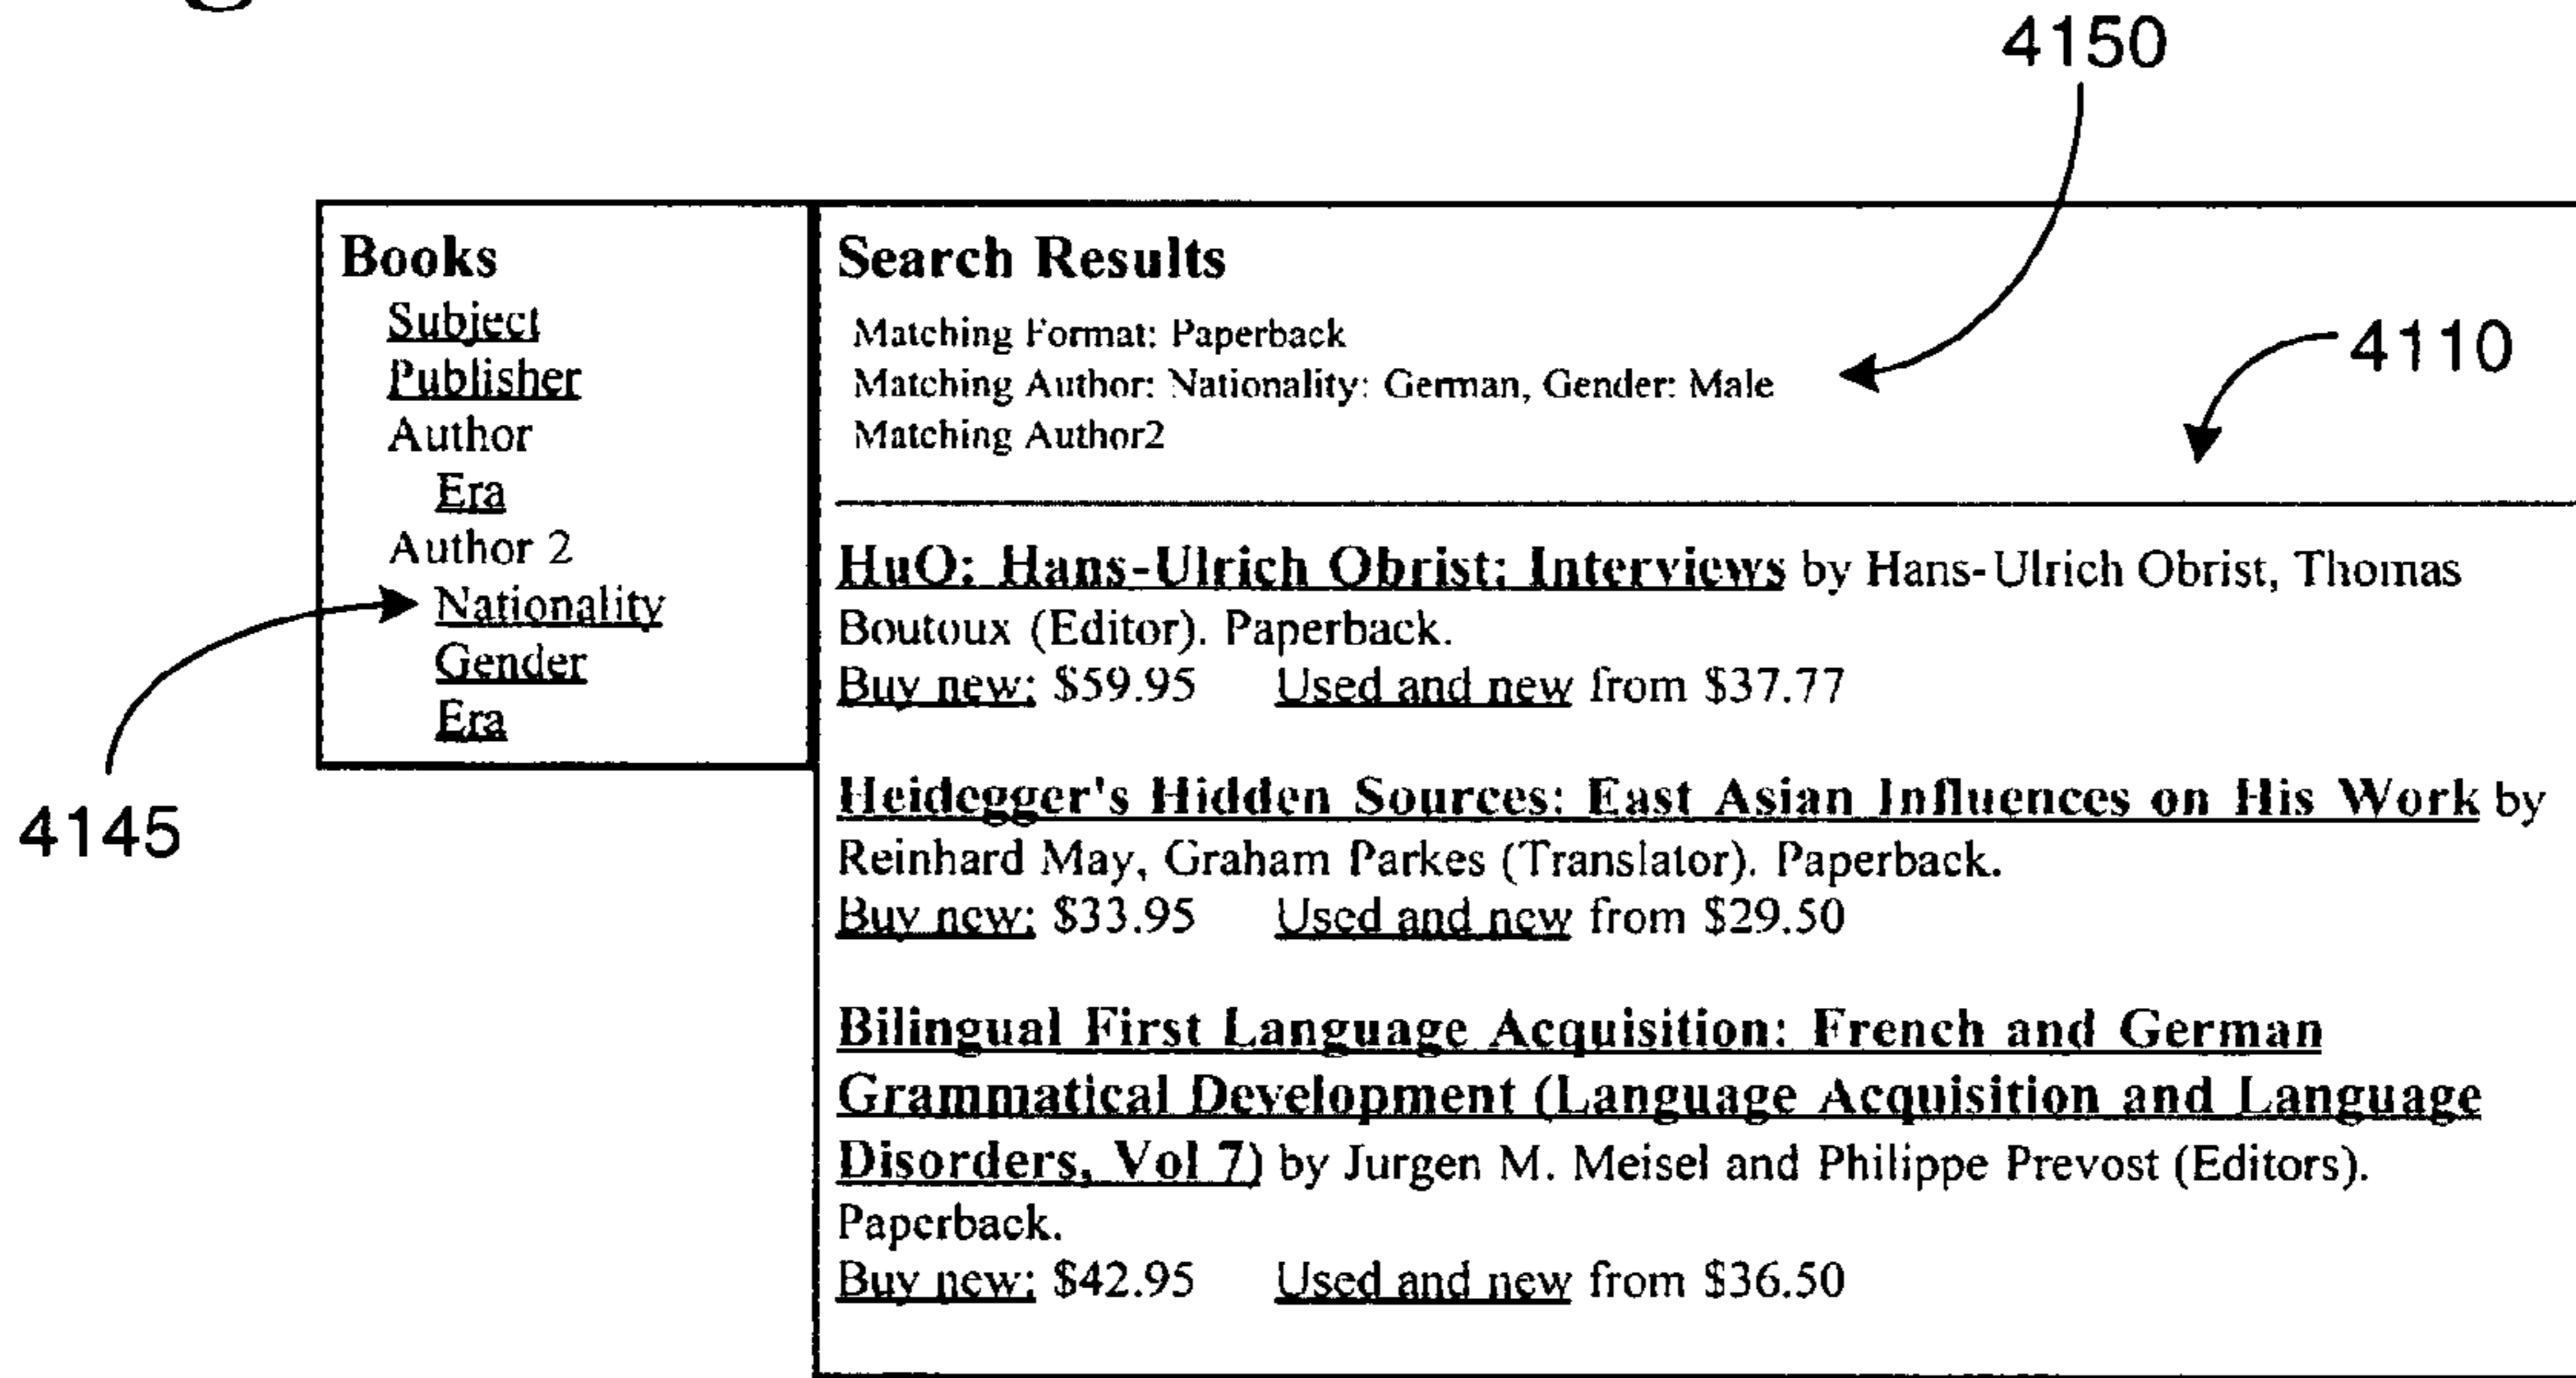 4150
4110
Books
Subject
Publisher
Author
Era
Author 2
Nationality
Gender
Era
4145
Search Results
Matching Format: Paperback
Matching Author: Nationality: German, Gender: Male
Matching Author2
HuO: Hans-Ulrich Obrist: Interviews by Hans-Ulrich Obrist, Thomas
Boutoux (Editor). Paperback.
Buy new: $59.95 Used and new from $37.77
Heidegger's Hidden Sources: East Asian Influences on His Work by
Reinhard May, Graham Parkes (Translator). Paperback.
Buy new: $33.95 Used and new from $29.50
Bilingual First Language Acquisition: French and German
Grammatical Development (Language Acquisition and Language
Disorders, Vol 7) by Jurgen M. Meisel and Philippe Prevost (Editors).
Paperback.
Buy new: $42.95 Used and new from $36.50